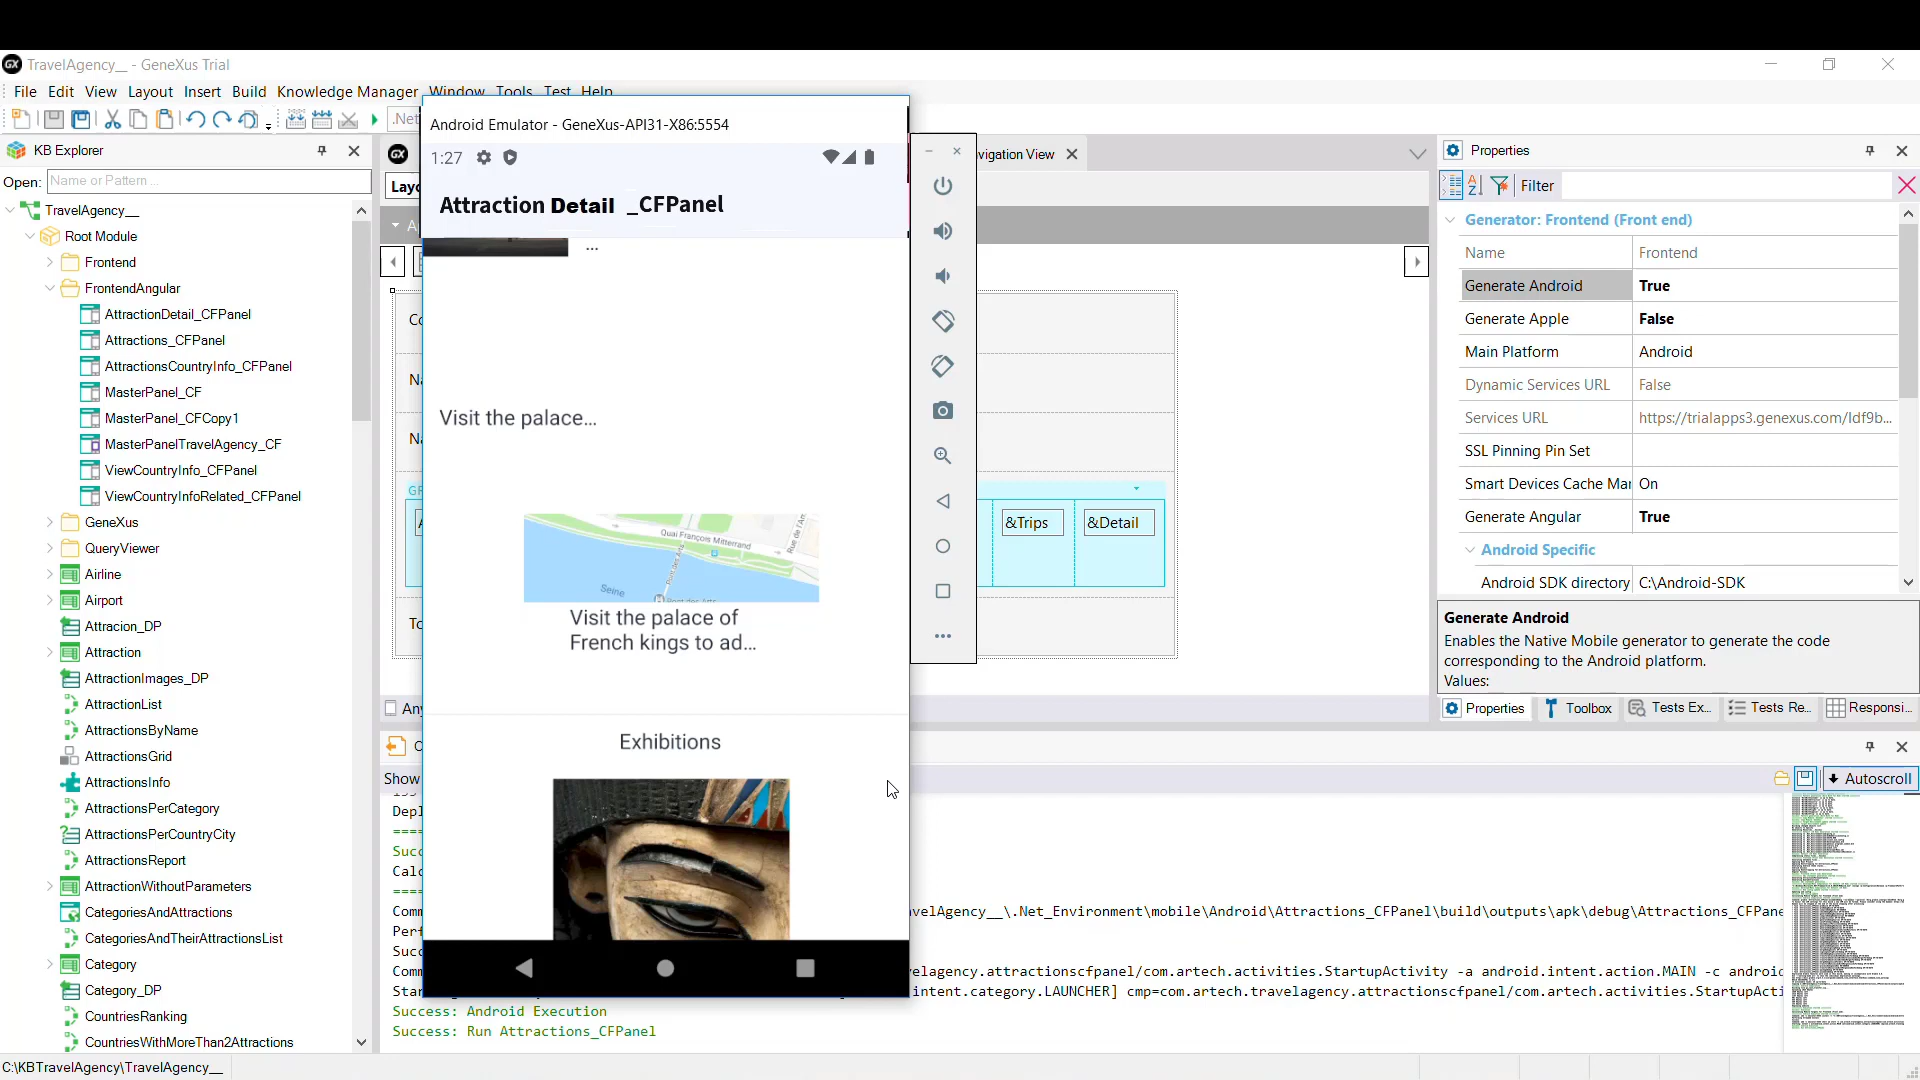 TravelAgency__ - GeneXus Trial
File Edit View Layout Insert Build Knowledge Manager Window Tools Test Help
.Net
KB Explorer
Open: Name or Pattern ...
TravelAgency__
Root Module
Frontend
FrontendAngular
AttractionDetail_CFPanel
Attractions_CFPanel
AttractionsCountryInfo_CFPanel
MasterPanel_CF
MasterPanel_CFCopy1
MasterPanelTravelAgency_CF
ViewCountryInfo_CFPanel
ViewCountryInfoRelated_CFPanel
GeneXus
QueryViewer
Airline
Airport
Attracion_DP
Attraction
AttractionImages_DP
AttractionList
AttractionsByName
AttractionsGrid
AttractionsInfo
AttractionsPerCategory
AttractionsPerCountryCity
AttractionsReport
AttractionWithoutParameters
CategoriesAndAttractions
CategoriesAndTheirAttractionsList
Category
Category_DP
CountriesRanking
CountriesWithMoreThan2Attractions
C:\KBTravelAgency\TravelAgency__
Android Emulator - GeneXus-API31-X86:5554
1:27
Attraction Detail _CFPanel
...
Visit the palace...
Quai François Mitterrand
Seine
Visit the palace of
French kings to ad...
Exhibitions
vigation View
&Trips
&Detail
Show
Success: Android Execution
Success: Run Attractions_CFPanel
avelAgency__\.Net_Environment\mobile\Android\Attractions_CFPanel\build\outputs\apk\debug\Attractions_CFPane
elagency.attractionscfpanel/com.artech.activities.StartupActivity -a android.intent.action.MAIN -c android
intent.category.LAUNCHER] cmp=com.artech.travelagency.attractionscfpanel/com.artech.activities.StartupActi
Autoscroll
Properties
Filter
Generator: Frontend (Front end)
Name Frontend
Generate Android True
Generate Apple False
Main Platform Android
Dynamic Services URL False
Services URL https://trialapps3.genexus.com/Idf9b...
SSL Pinning Pin Set
Smart Devices Cache Mar On
Generate Angular True
Android Specific
Android SDK directory C:\Android-SDK
Generate Android
Enables the Native Mobile generator to generate the code
corresponding to the Android platform.
Values:
Properties Toolbox Tests Ex... Tests Re... Responsi...